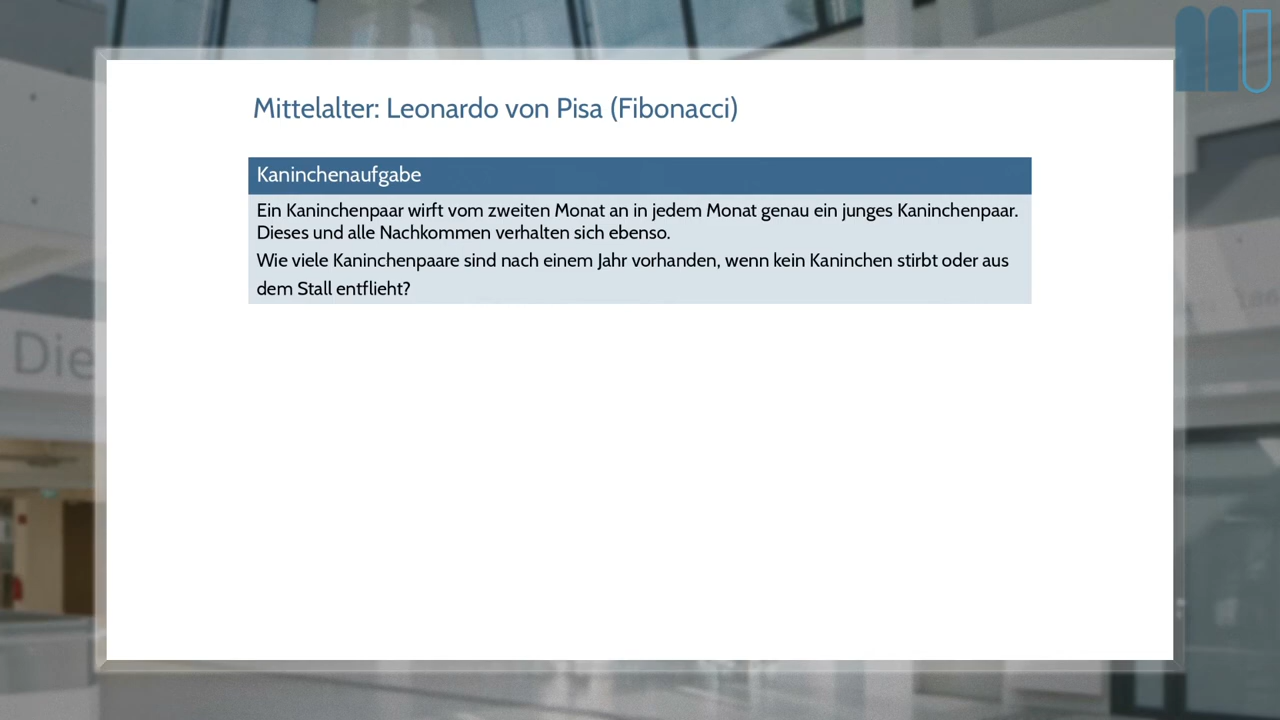 Mittelalter: Leonardo von Pisa (Fibonacci)
Kaninchenaufgabe
Ein Kaninchenpaar wirft vom zweiten Monat an in jedem Monat genau ein junges Kaninchenpaar.
Dieses und alle Nachkommen verhalten sich ebenso.
Wie viele Kaninchenpaare sind nach einem Jahr vorhanden, wenn kein Kaninchen stirbt oder aus
dem Stall entflieht?
Die